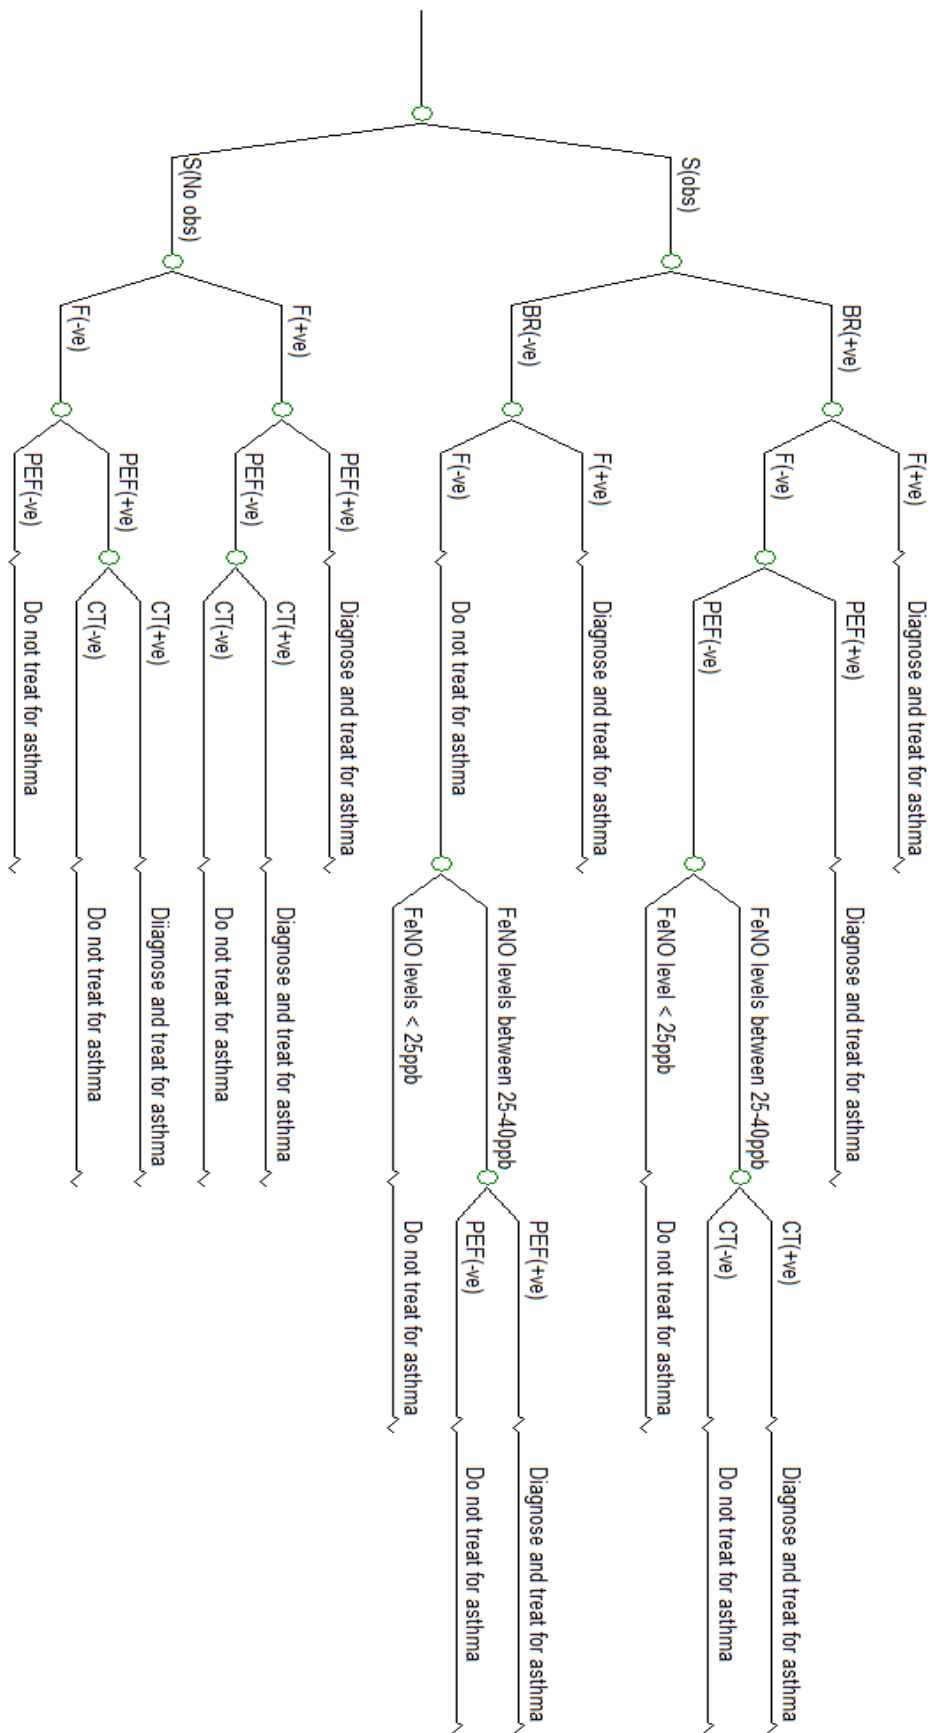 S(obs)
BR(+ve)
F(+ve)
Diagnose and treat for asthma
F(-ve)
PEF(+ve)
Diagnose and treat for asthma
PEF(-ve)
FeNO levels between 25-40ppb
CT(+ve)
Diagnose and treat for asthma
CT(-ve)
Do not treat for asthma
FeNO level < 25ppb
Do not treat for asthma
BR(-ve)
F(+ve)
Diagnose and treat for asthma
F(-ve)
Do not treat for asthma
FeNO levels between 25-40ppb
PEF(+ve)
Diagnose and treat for asthma
PEF(-ve)
Do not treat for asthma
FeNO levels < 25ppb
Do not treat for asthma
S(No obs)
F(+ve)
PEF(+ve)
Diagnose and treat for asthma
PEF(-ve)
CT(+ve)
Diagnose and treat for asthma
CT(-ve)
Do not treat for asthma
F(-ve)
PEF(+ve)
CT(+ve)
Diiagnose and treat for asthma
CT(-ve)
Do not treat for asthma
PEF(-ve)
Do not treat for asthma